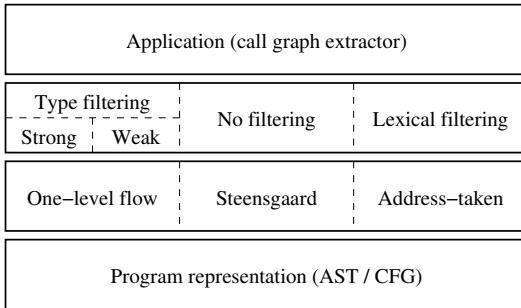 Application (call graph extractor)
Type filtering
No filtering
Lexical filtering
Strong
Weak
One−level flow
Steensgaard
Address−taken
Program representation (AST / CFG)